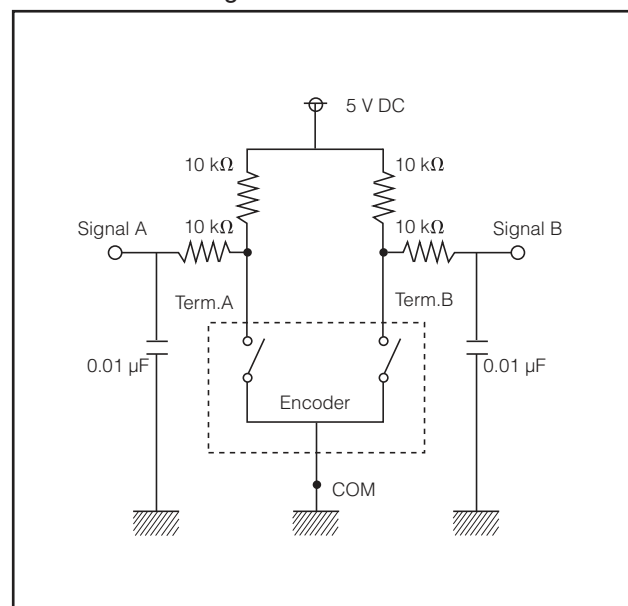 5 V DC
10 kΩ 10 kΩ
10 kΩ 10 kΩ
Signal A Signal B
Term.A Term.B
0.01 µF 0.01 µF
Encoder
COM